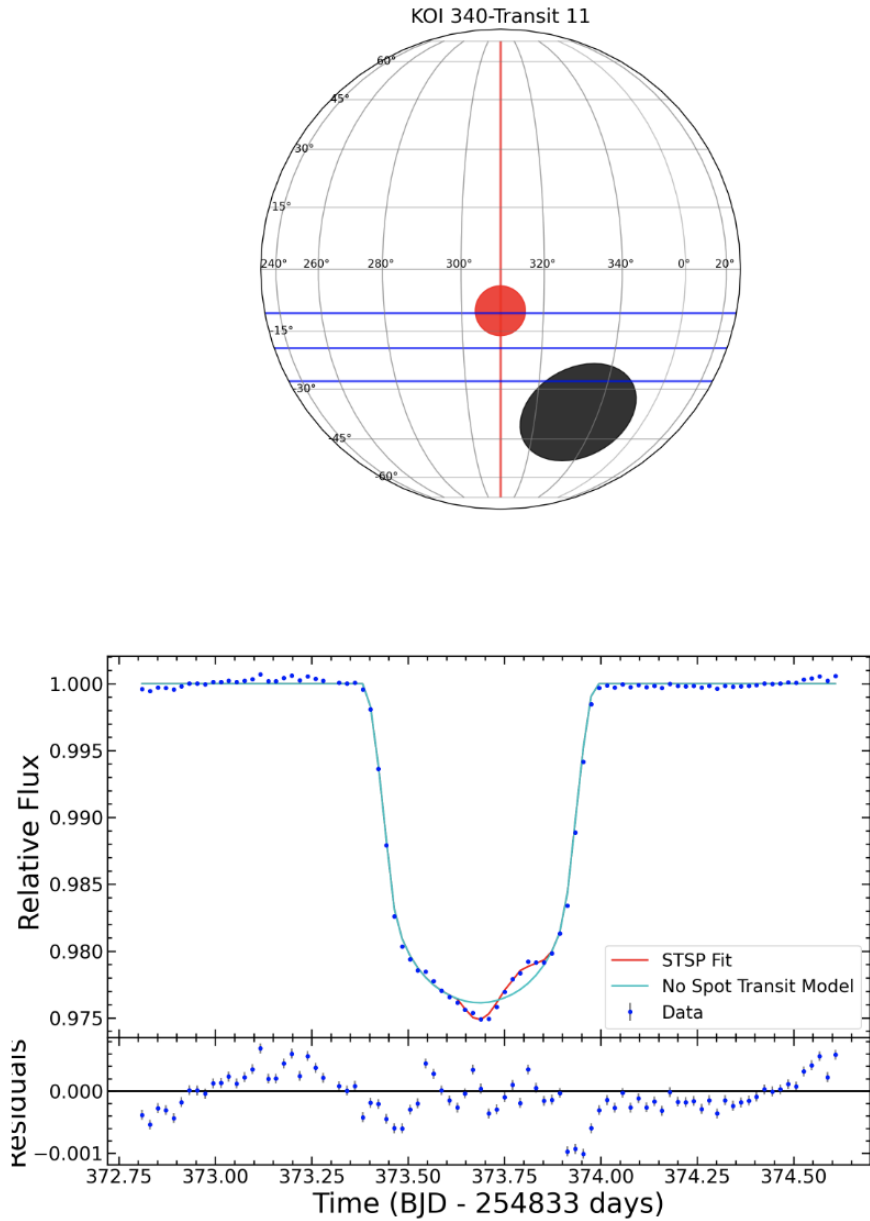 KOI 340-Transit 11
60°
45°
30°
-15°
240° 260° 280° 300° 320° 340° 0° 20°
-15°
-30°
-45°
-60°
1.000
0.995
0.990
0.985
0.980
0.975
Relative Flux
STSP Fit
No Spot Transit Model
Data
0.000
−0.001
Residuals
372.75 373.00 373.25 373.50 373.75 374.00 374.25 374.50
Time (BJD - 254833 days)